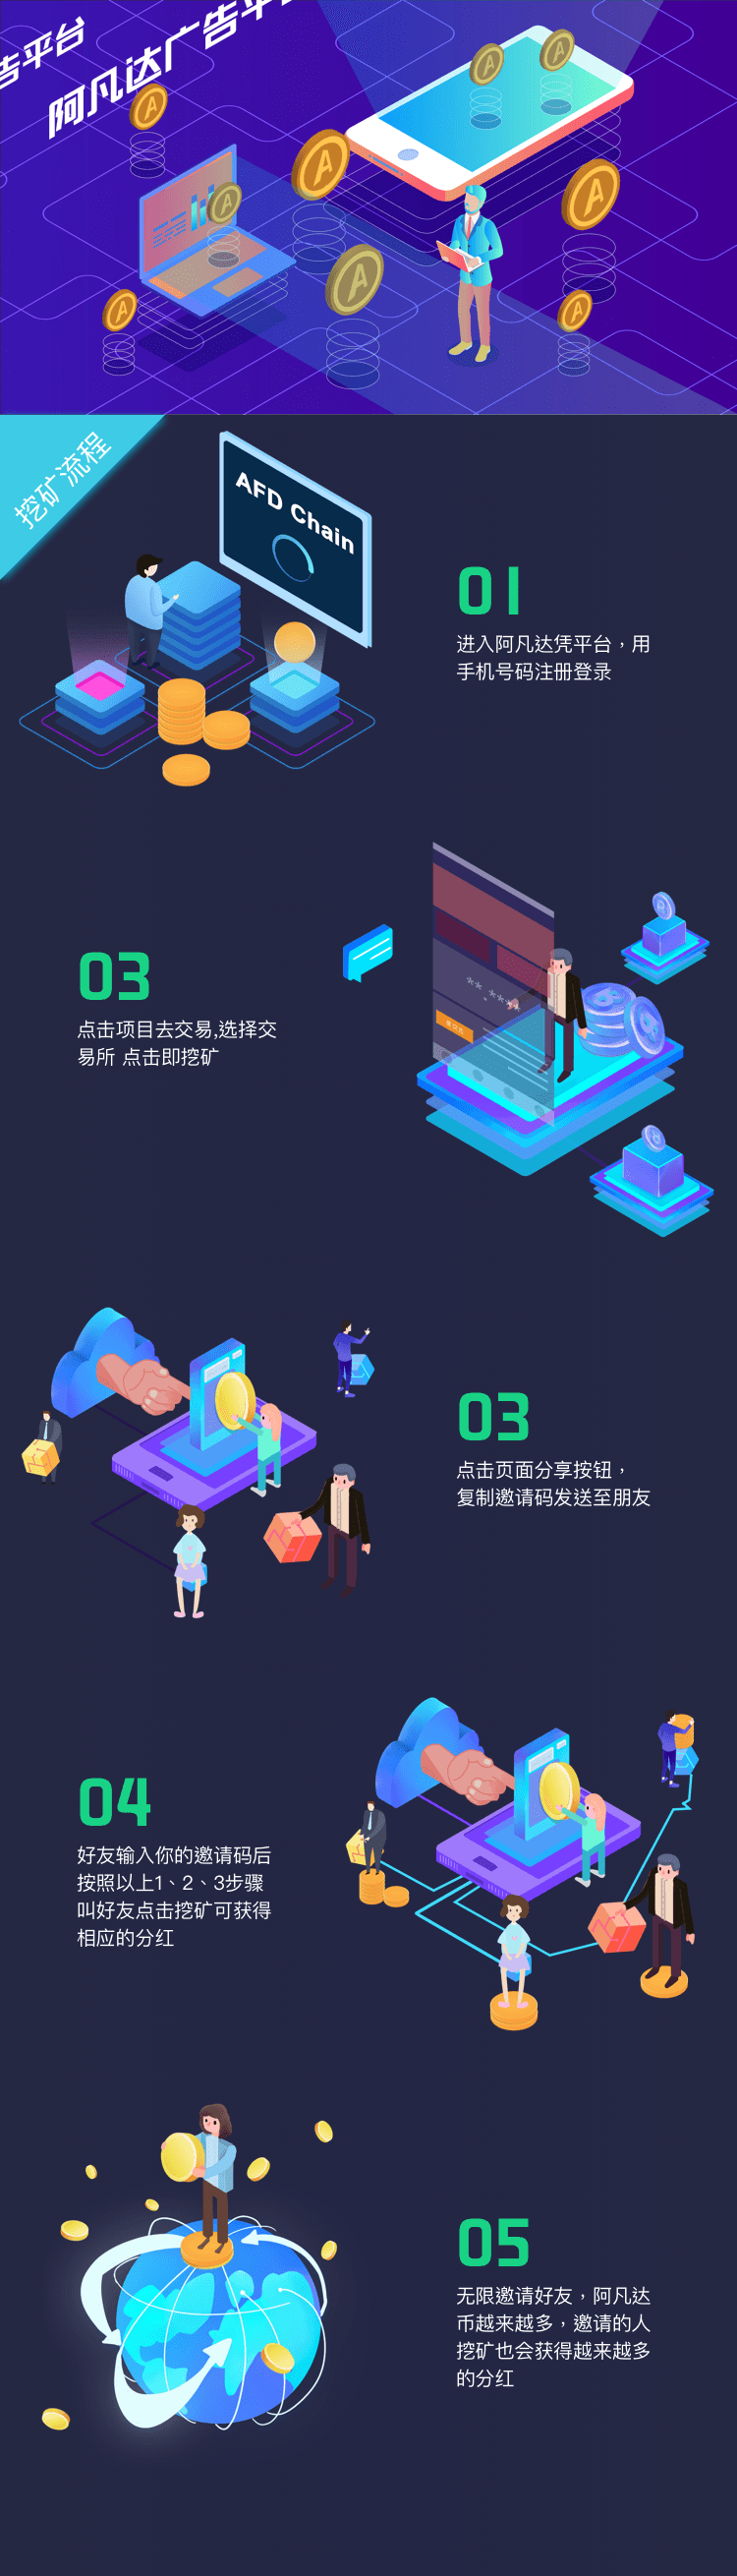 告平台
阿凡达广告平台
挖矿流程
AFD Chain
01
进入阿凡达凭平台，用
手机号码注册登录
03
点击项目去交易,选择交
易所 点击即挖矿
** ***
03
点击页面分享按钮，
复制邀请码发送至朋友
04
好友输入你的邀请码后
按照以上1、2、3步骤
叫好友点击挖矿可获得
相应的分红
05
无限邀请好友，阿凡达
币越来越多，邀请的人
挖矿也会获得越来越多
的分红